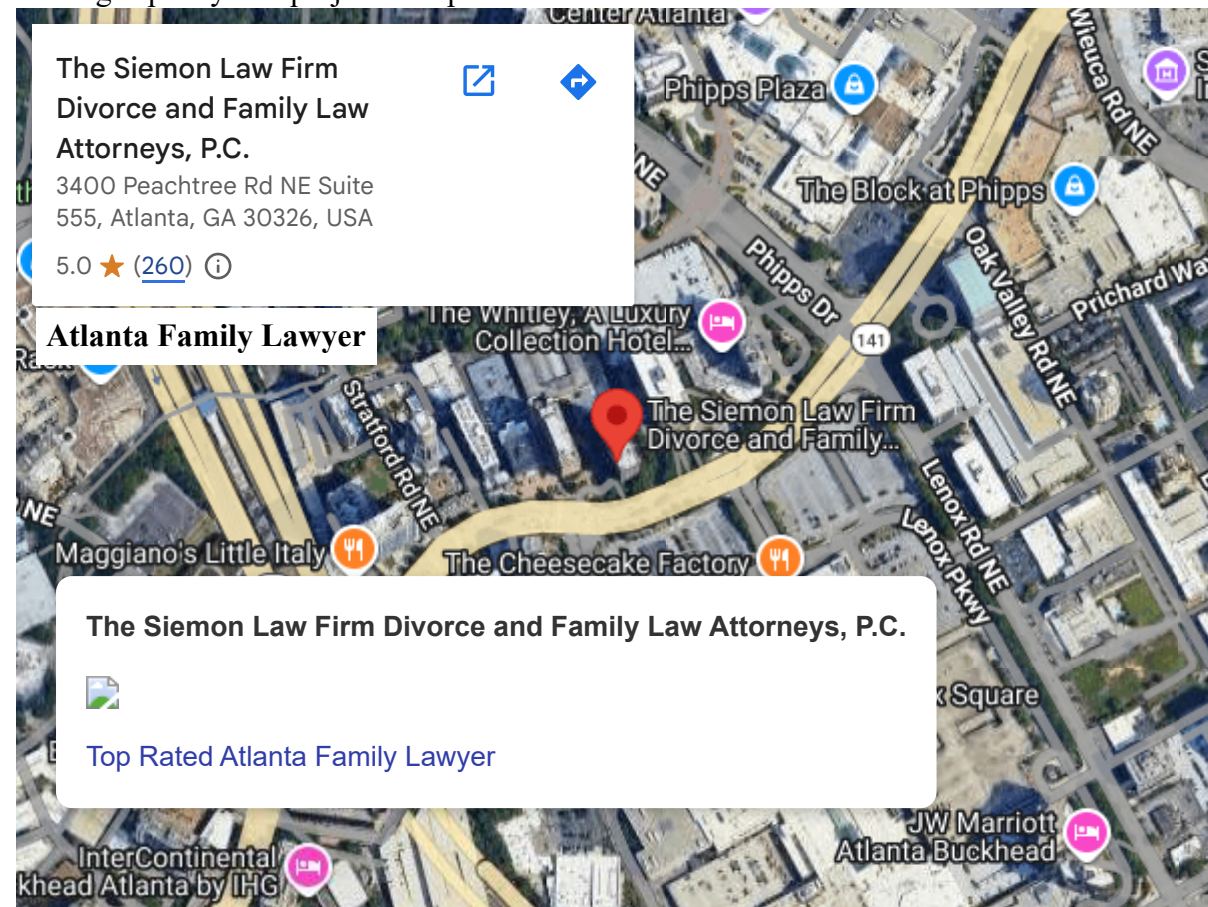 Center Atlanta
The Siemon Law Firm
Divorce and Family Law
Attorneys, P.C.
3400 Peachtree Rd NE Suite
555, Atlanta, GA 30326, USA
5.0 (260)
Atlanta Family Lawyer
Phipps Plaza
Wieuca Rd NE
NE
The Block at Phipps
Phipps Dr
Oak Valley Rd NE
Prichard Wa
The Whitley, A Luxury
Collection Hotel...
141
Stratford Rd NE
The Siemon Law Firm
Divorce and Family...
Lenox Rd NE
Lenox Pkwy
NE
Maggiano's Little Italy
The Cheesecake Factory
The Siemon Law Firm Divorce and Family Law Attorneys, P.C.
Top Rated Atlanta Family Lawyer
x Square
JW Marriott
Atlanta Buckhead
InterContinental
khead Atlanta by IHG